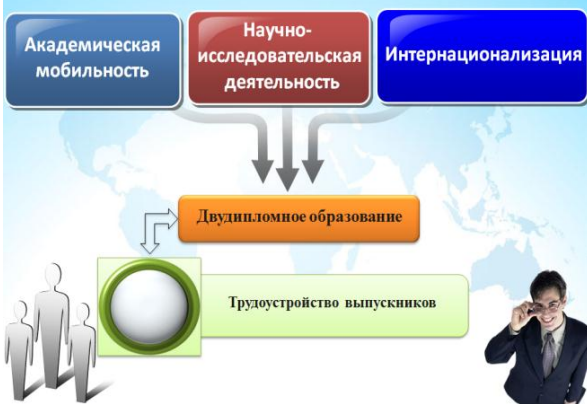 Академическая
мобильность
Научно-
исследовательская
деятельность
Интернационализация
Двудипломное образование
Трудоустройство выпускников